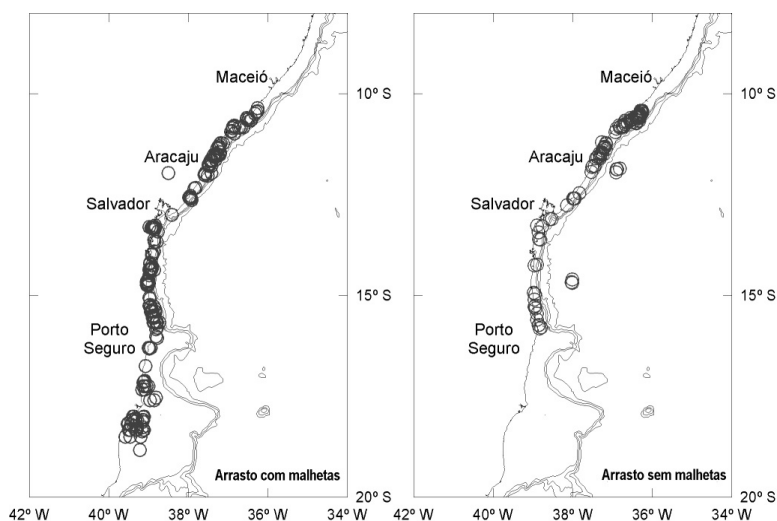 Maceió
Aracaju
Salvador
Porto
Seguro
Arrasto com malhetas
10º S
15º S
20º S
42º W
40º W
38º W
36º W
34º W
Maceió
Aracaju
Salvador
Porto
Seguro
Arrasto sem malhetas
10º S
15º S
20º S
42º W
40º W
38º W
36º W
34º W